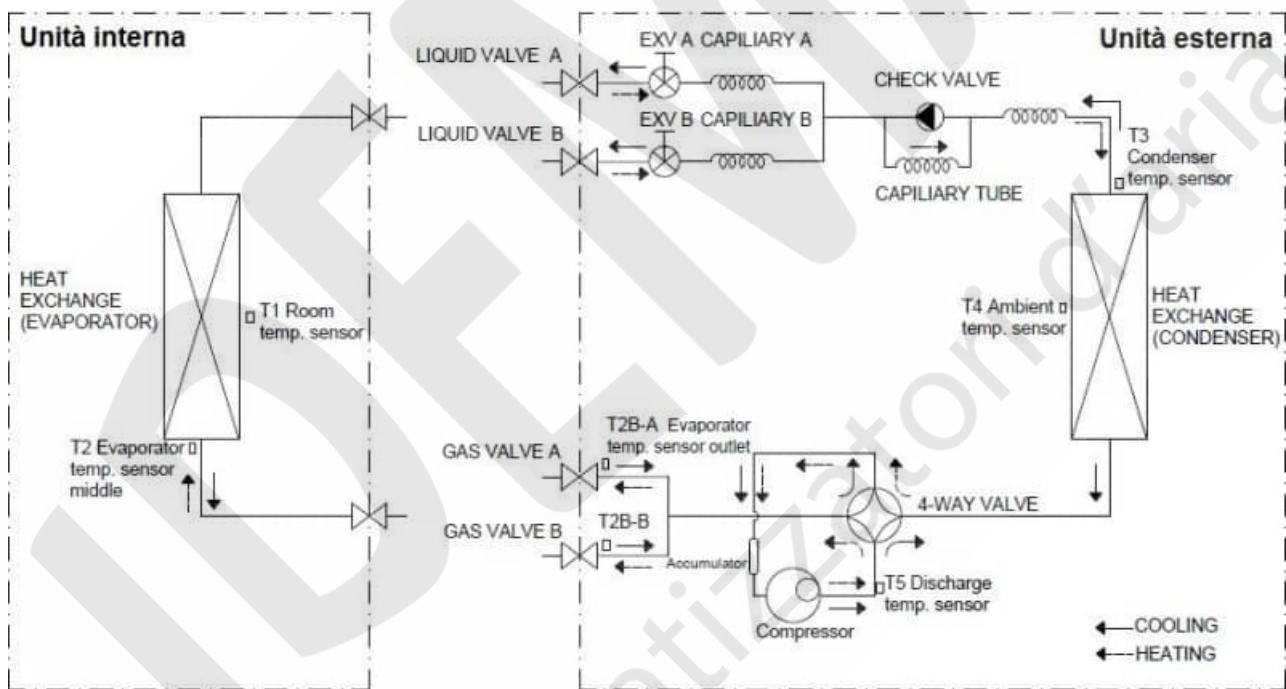 Unità interna
Unità esterna
LIQUID VALVE A
EXV A CAPILIARY A
CHECK VALVE
LIQUID VALVE B
EXV B CAPILIARY B
T3
Condenser
temp. sensor
CAPILIARY TUBE
HEAT
EXCHANGE
(EVAPORATOR)
T1 Room
temp. sensor
T4 Ambient
temp. sensor
HEAT
EXCHANGE
(CONDENSER)
T2 Evaporator
temp. sensor
middle
T2B-A Evaporator
temp. sensor outlet
GAS VALVE A
4-WAY VALVE
GAS VALVE B
T2B-B
Accumulator
T5 Discharge
temp. sensor
Compressor
COOLING
HEATING
IDEMA
atizzatori d'aria